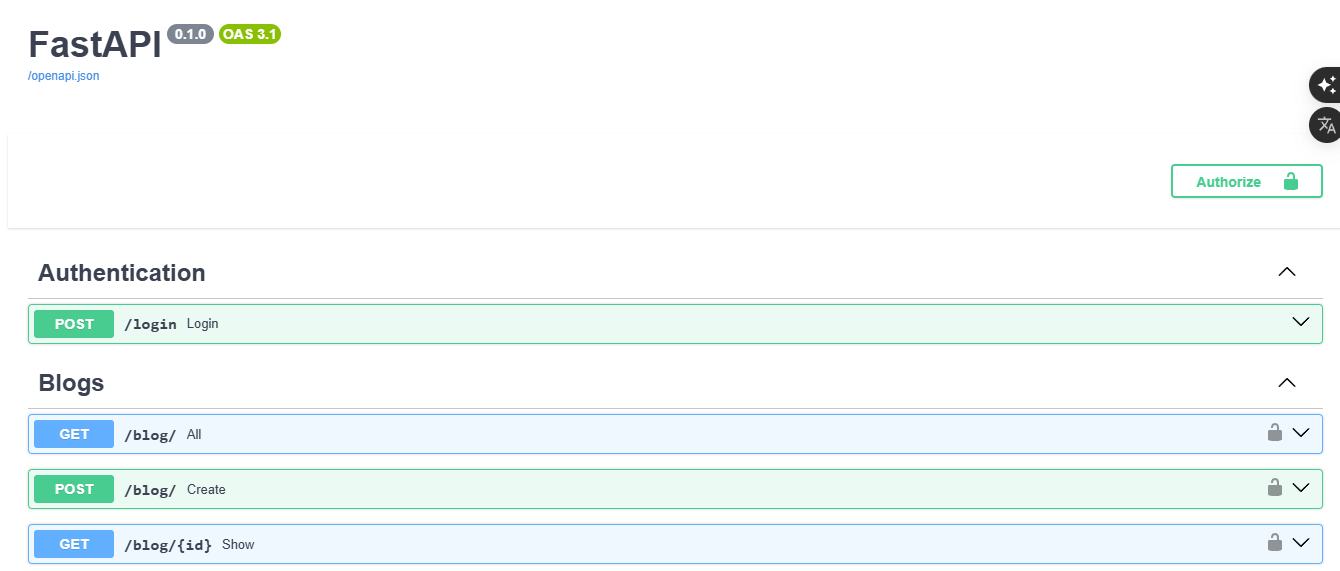 FastAPI 0.1.0 OAS 3.1
/openapi.json
Authorize
Authentication
POST /login Login
Blogs
GET /blog/ All
POST /blog/ Create
GET /blog/{id} Show